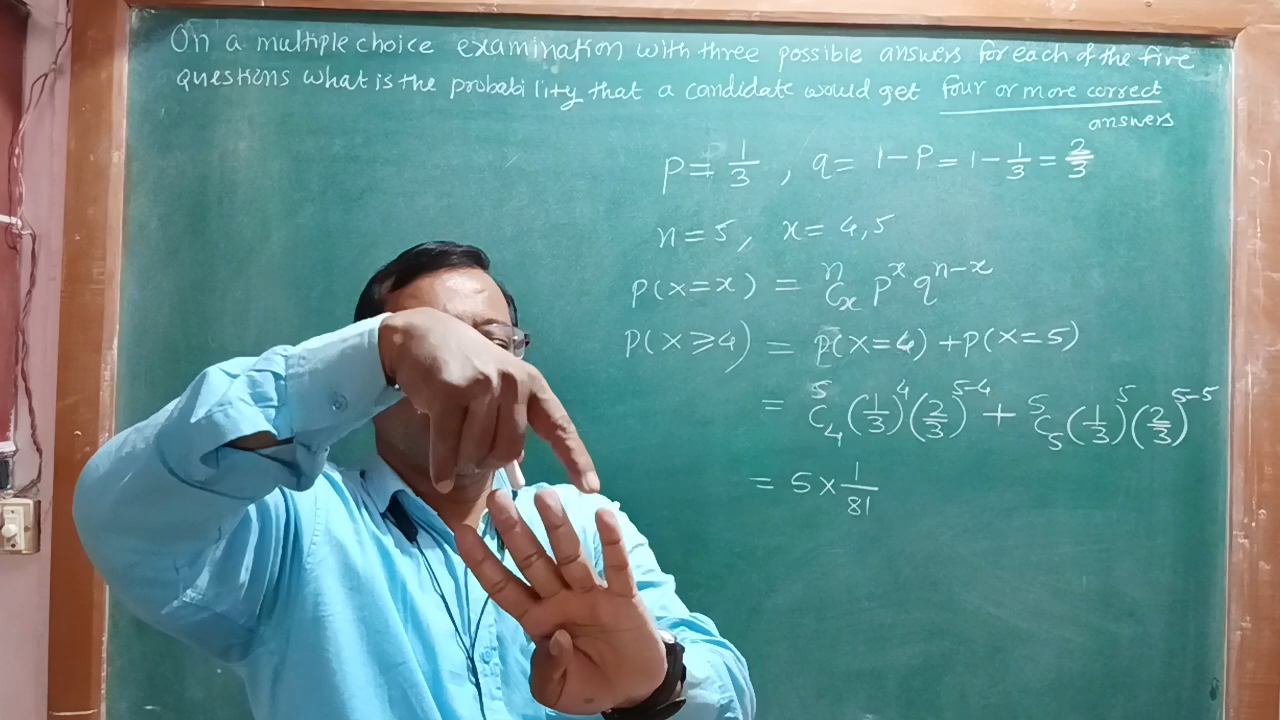 On a multiple choice examination with three possible answers for each of the five
questions what is the probability that a candidate would get four or more correct
answers
p = 1/3 , q = 1-p = 1-1/3 = 2/3
n = 5, x = 4,5
p(x=x) = ⁿCₓ pˣ qⁿ⁻ˣ
p(x⩾4) = p(x=4) + p(x=5)
= ⁵C₄ (1/3)⁴ (2/3)⁵⁻⁴ + ⁵C₅ (1/3)⁵ (2/3)⁵⁻⁵
= 5 × 1/81